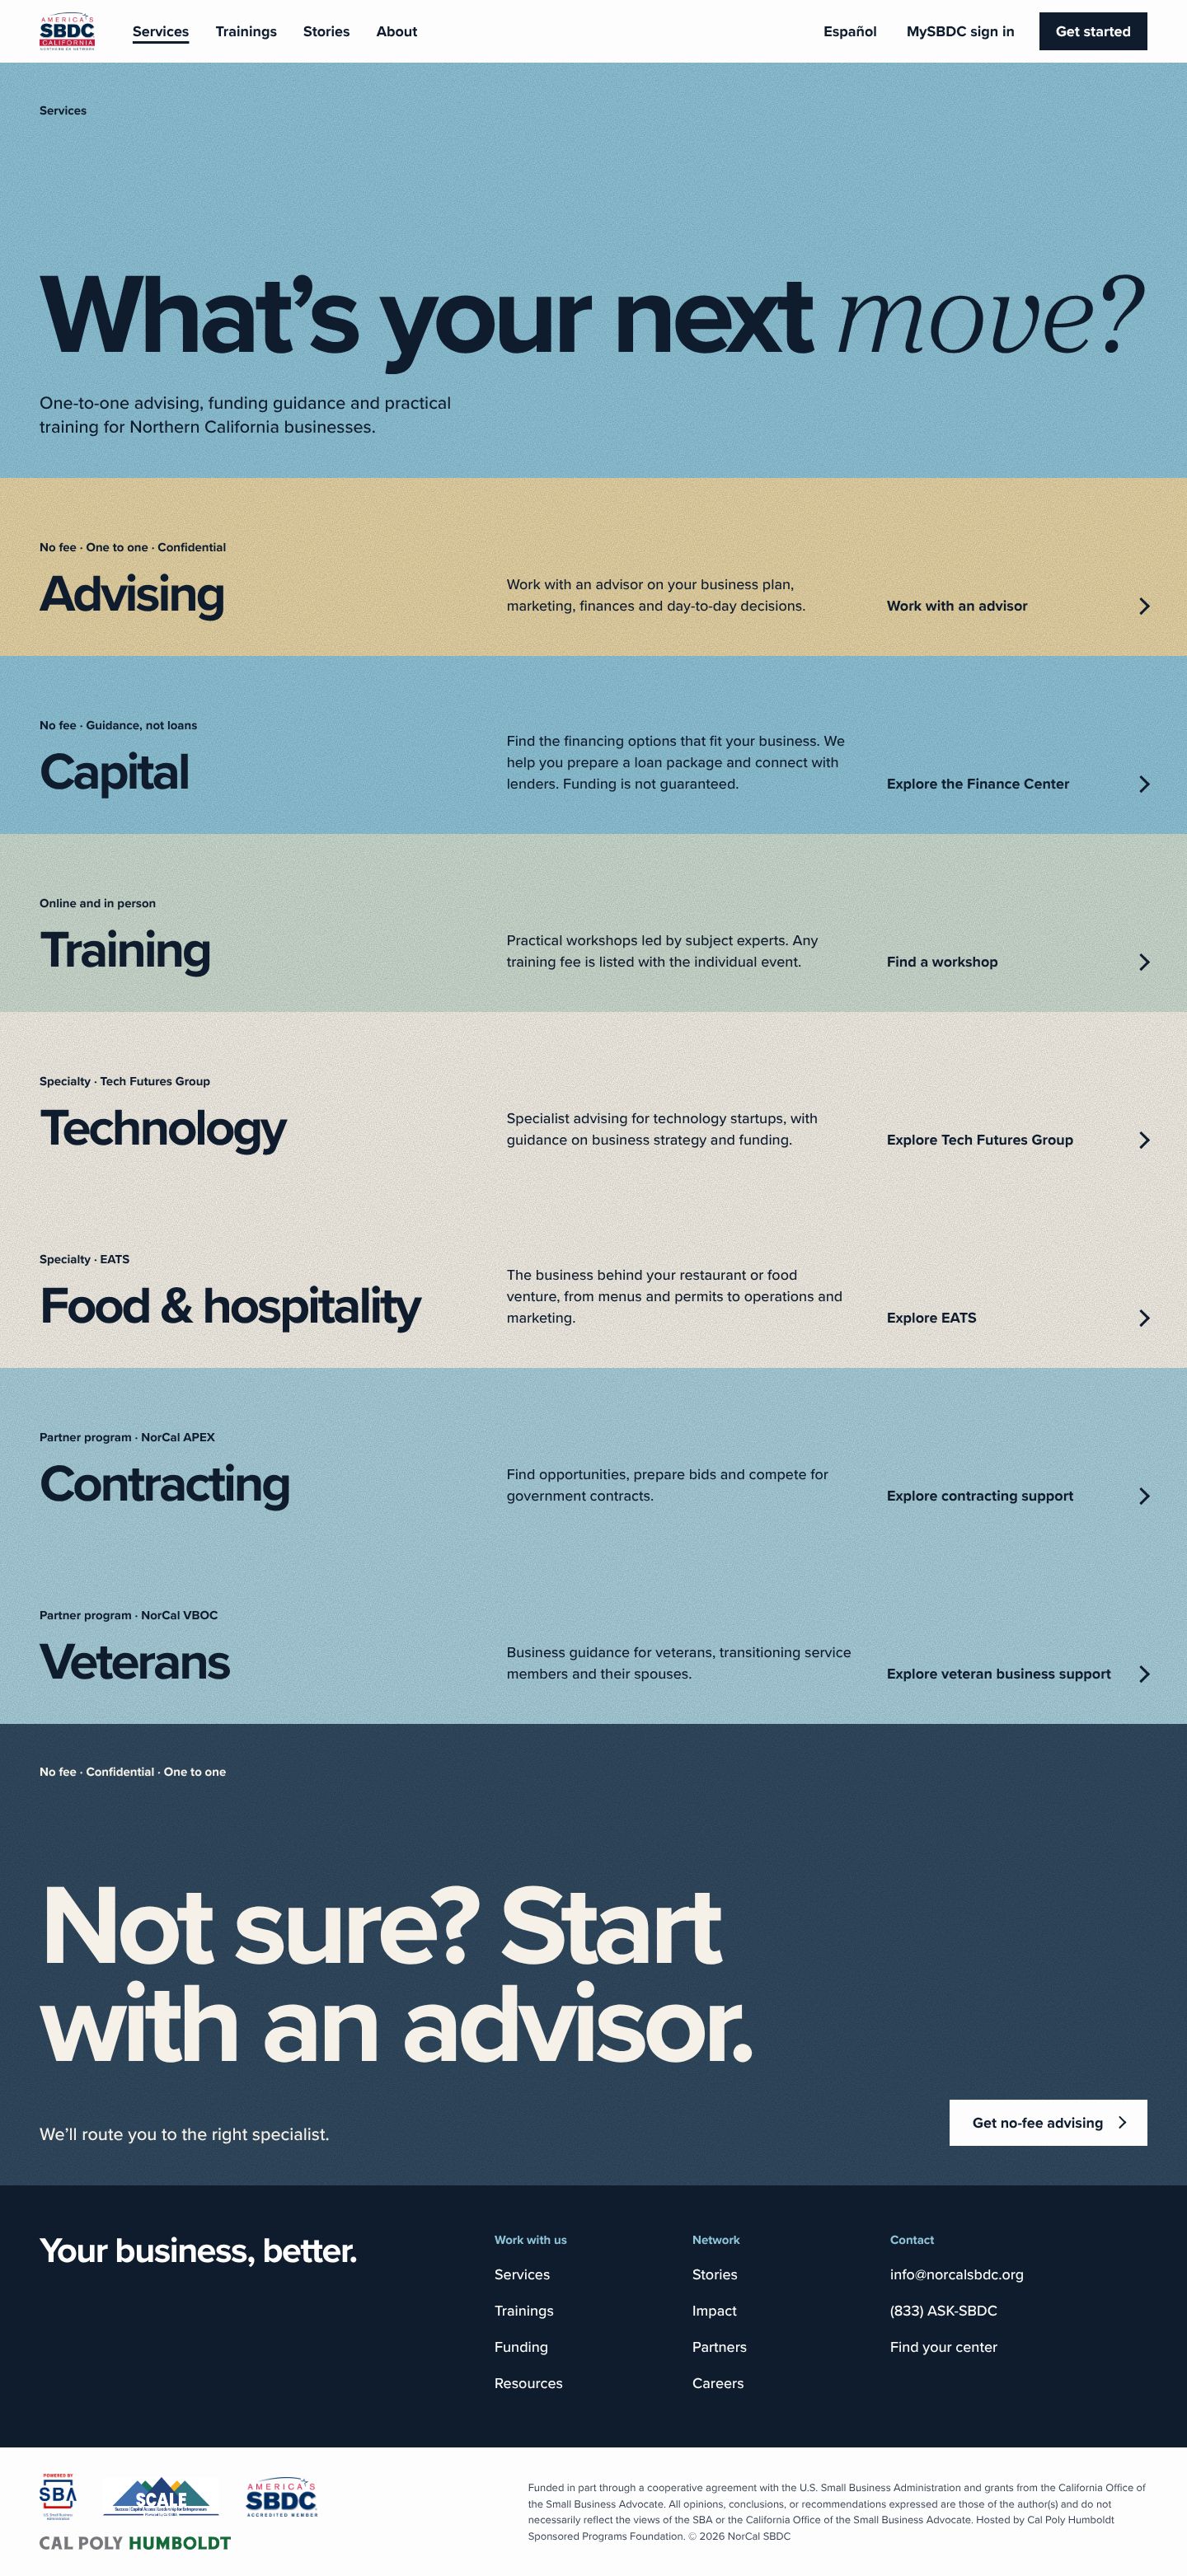 AMERICA'S
SBDC
CALIFORNIA
Services
Trainings
Stories
About
Español
MySBDC sign in
Get started
Services
What’s your next move?
One-to-one advising, funding guidance and practical
training for Northern California businesses.
No fee · One to one · Confidential
Advising
Work with an advisor on your business plan,
marketing, finances and day-to-day decisions.
Work with an advisor
No fee · Guidance, not loans
Capital
Find the financing options that fit your business. We
help you prepare a loan package and connect with
lenders. Funding is not guaranteed.
Explore the Finance Center
Online and in person
Training
Practical workshops led by subject experts. Any
training fee is listed with the individual event.
Find a workshop
Specialty · Tech Futures Group
Technology
Specialist advising for technology startups, with
guidance on business strategy and funding.
Explore Tech Futures Group
Specialty · EATS
Food & hospitality
The business behind your restaurant or food
venture, from menus and permits to operations and
marketing.
Explore EATS
Partner program · NorCal APEX
Contracting
Find opportunities, prepare bids and compete for
government contracts.
Explore contracting support
Partner program · NorCal VBOC
Veterans
Business guidance for veterans, transitioning service
members and their spouses.
Explore veteran business support
No fee · Confidential · One to one
Not sure? Start
with an advisor.
We’ll route you to the right specialist.
Get no-fee advising
Your business, better.
Work with us
Services
Trainings
Funding
Resources
Network
Stories
Impact
Partners
Careers
Contact
info@norcalsbdc.org
(833) ASK-SBDC
Find your center
POWERED BY
SBA
SCALE
AMERICA'S
SBDC
ACCREDITED MEMBER
CAL POLY HUMBOLDT
Funded in part through a cooperative agreement with the U.S. Small Business Administration and grants from the California Office of
the Small Business Advocate. All opinions, conclusions, or recommendations expressed are those of the author(s) and do not
necessarily reflect the views of the SBA or the California Office of the Small Business Advocate. Hosted by Cal Poly Humboldt
Sponsored Programs Foundation. © 2026 NorCal SBDC